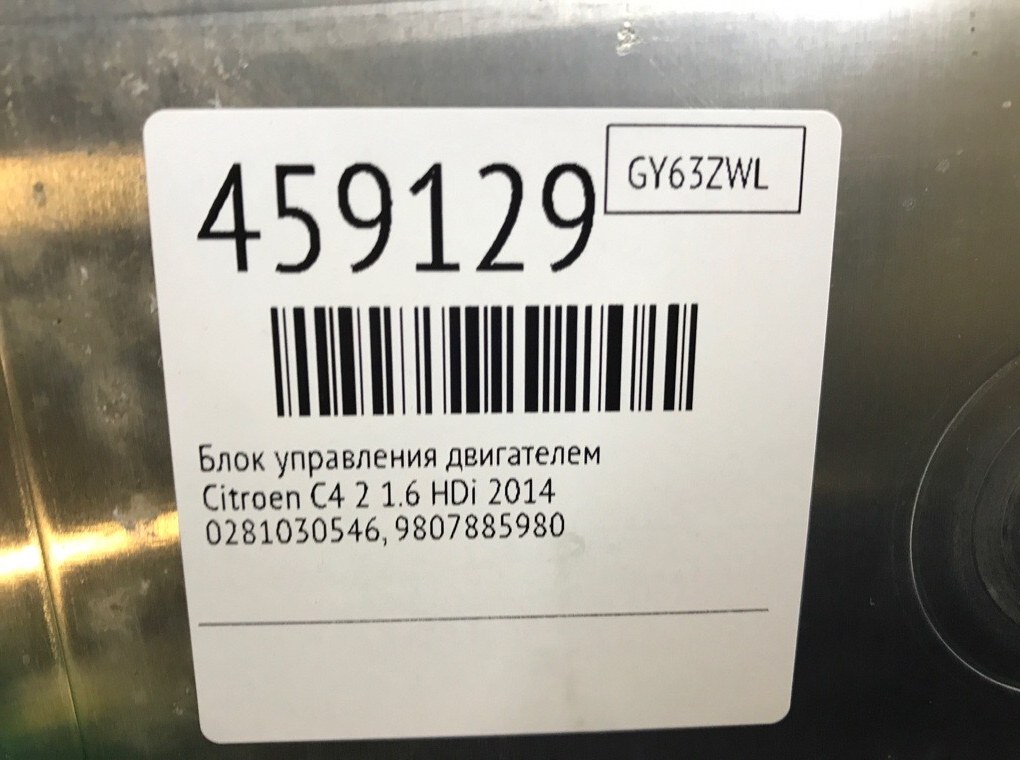 459129
GY63ZWL
Блок управления двигателем
Citroen C4 2 1.6 HDi 2014
0281030546, 9807885980